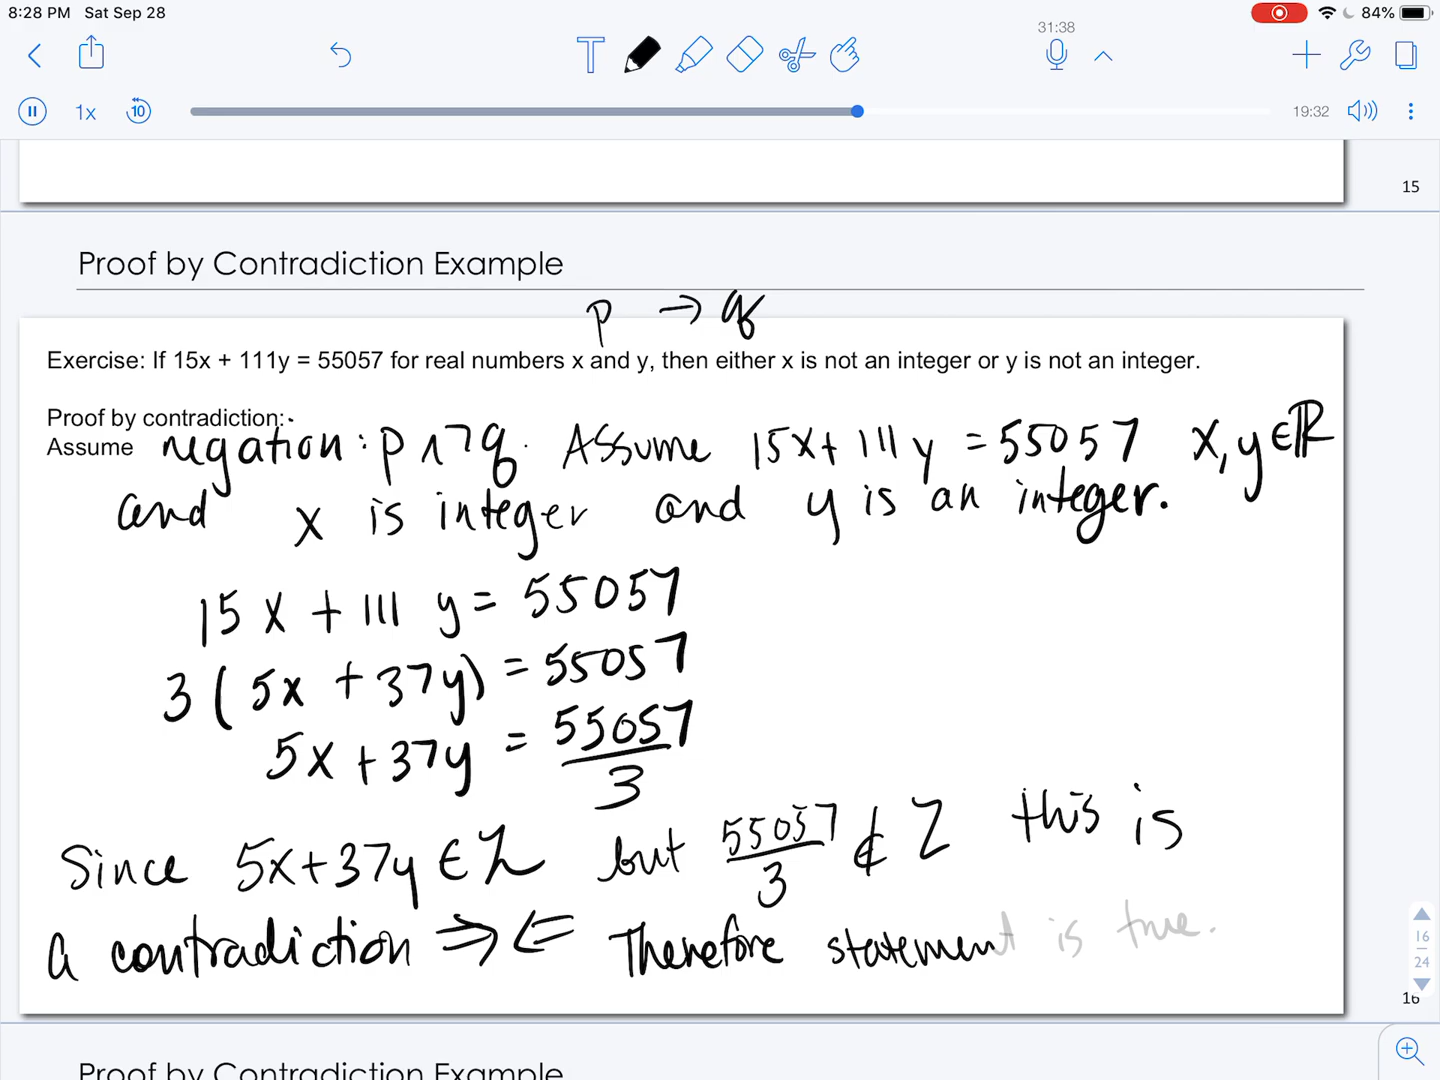 8:28 PM Sat Sep 28 84%
31:38
T
1x 10 19:32
15
Proof by Contradiction Example
p → q
Exercise: If 15x + 111y = 55057 for real numbers x and y, then either x is not an integer or y is not an integer.
Proof by contradiction:
Assume negation: p ∧ ¬q. Assume 15x + 111y = 55057 x, y ∈ ℝ
and x is integer and y is an integer.
15x + 111 y = 55057
3 ( 5x + 37y) = 55057
5x + 37y = 55057/3
Since 5x+37y ∈ ℤ but 55057/3 ∉ ℤ this is
a contradiction ⇒⇐ Therefore statement is true.
16
24
16
Proof by Contradiction Example